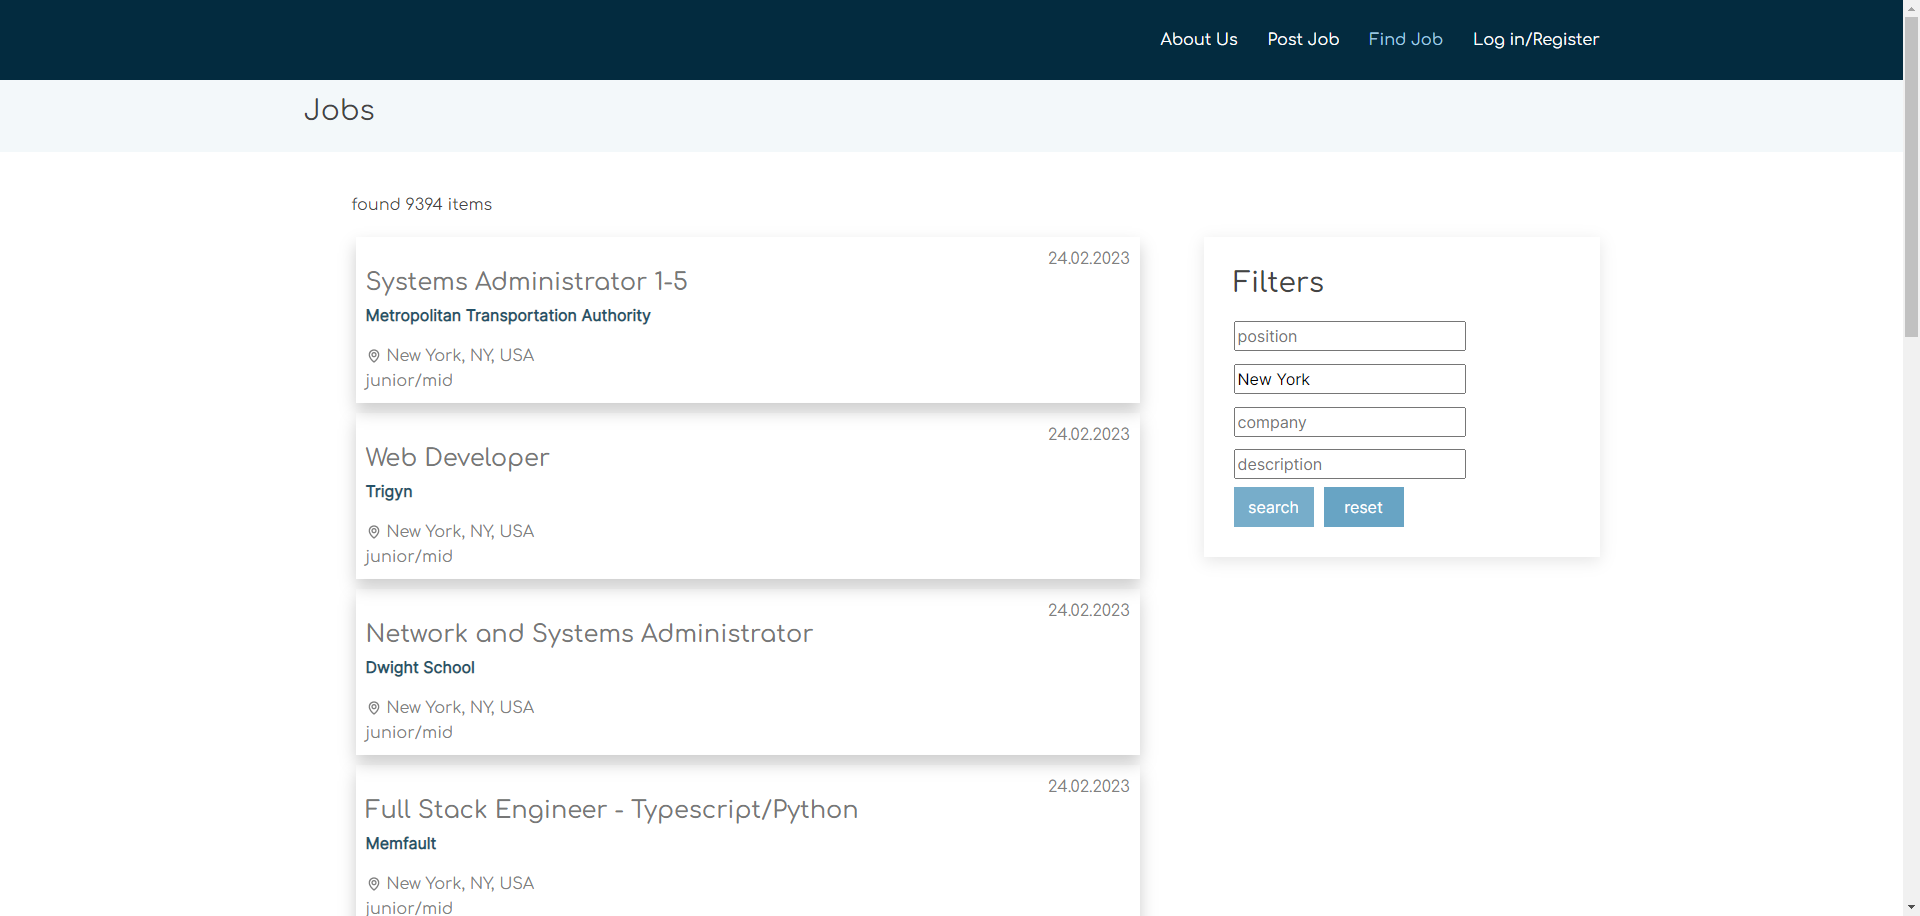 About Us Post Job Find Job Log in/Register
Jobs
found 9394 items
24.02.2023
Systems Administrator 1-5
Metropolitan Transportation Authority
New York, NY, USA
junior/mid
24.02.2023
Web Developer
Trigyn
New York, NY, USA
junior/mid
24.02.2023
Network and Systems Administrator
Dwight School
New York, NY, USA
junior/mid
24.02.2023
Full Stack Engineer - Typescript/Python
Memfault
New York, NY, USA
junior/mid
Filters
position
New York
company
description
search reset